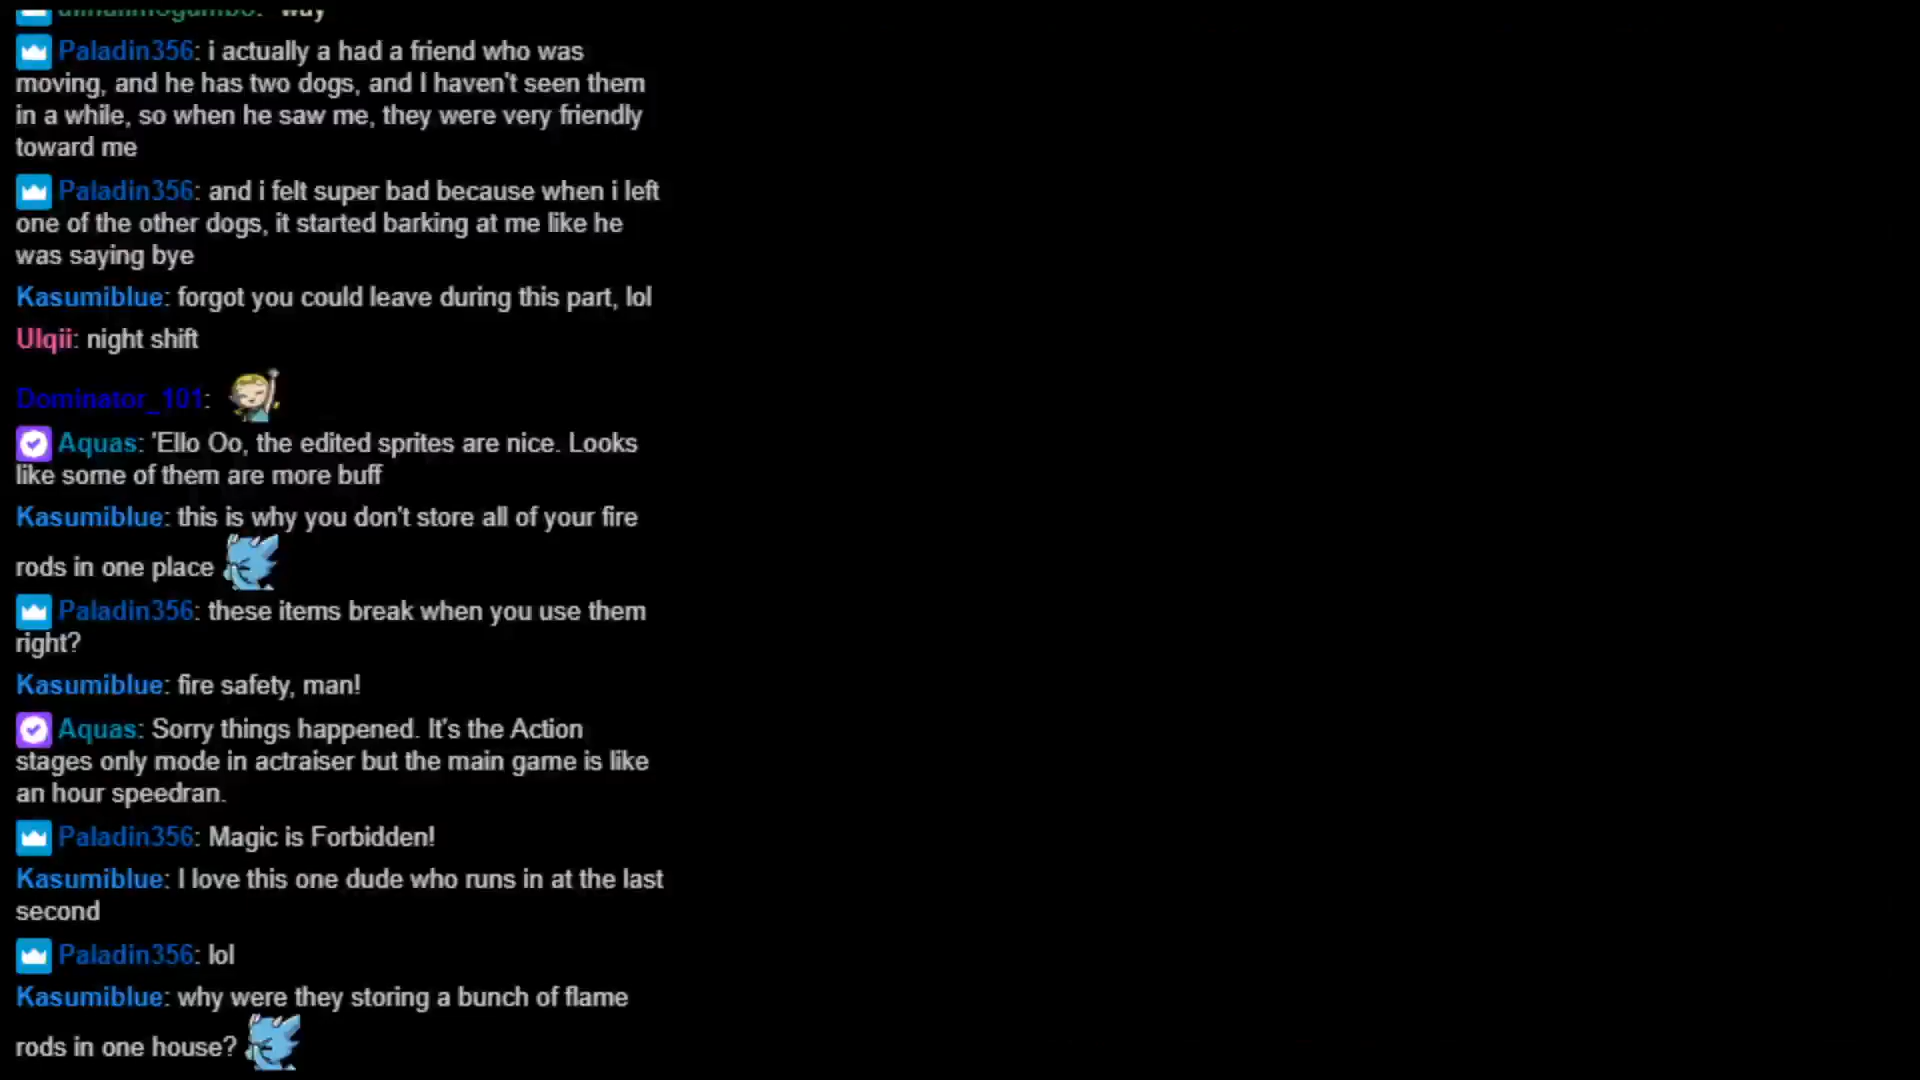 Paladin356: i actually a had a friend who was
moving, and he has two dogs, and I haven't seen them
in a while, so when he saw me, they were very friendly
toward me
Paladin356: and i felt super bad because when i left
one of the other dogs, it started barking at me like he
was saying bye
Kasumiblue: forgot you could leave during this part, lol
Ulqii: night shift
Dominator_101:
Aquas: 'Ello Oo, the edited sprites are nice. Looks
like some of them are more buff
Kasumiblue: this is why you don't store all of your fire
rods in one place
Paladin356: these items break when you use them
right?
Kasumiblue: fire safety, man!
Aquas: Sorry things happened. It's the Action
stages only mode in actraiser but the main game is like
an hour speedran.
Paladin356: Magic is Forbidden!
Kasumiblue: I love this one dude who runs in at the last
second
Paladin356: lol
Kasumiblue: why were they storing a bunch of flame
rods in one house?